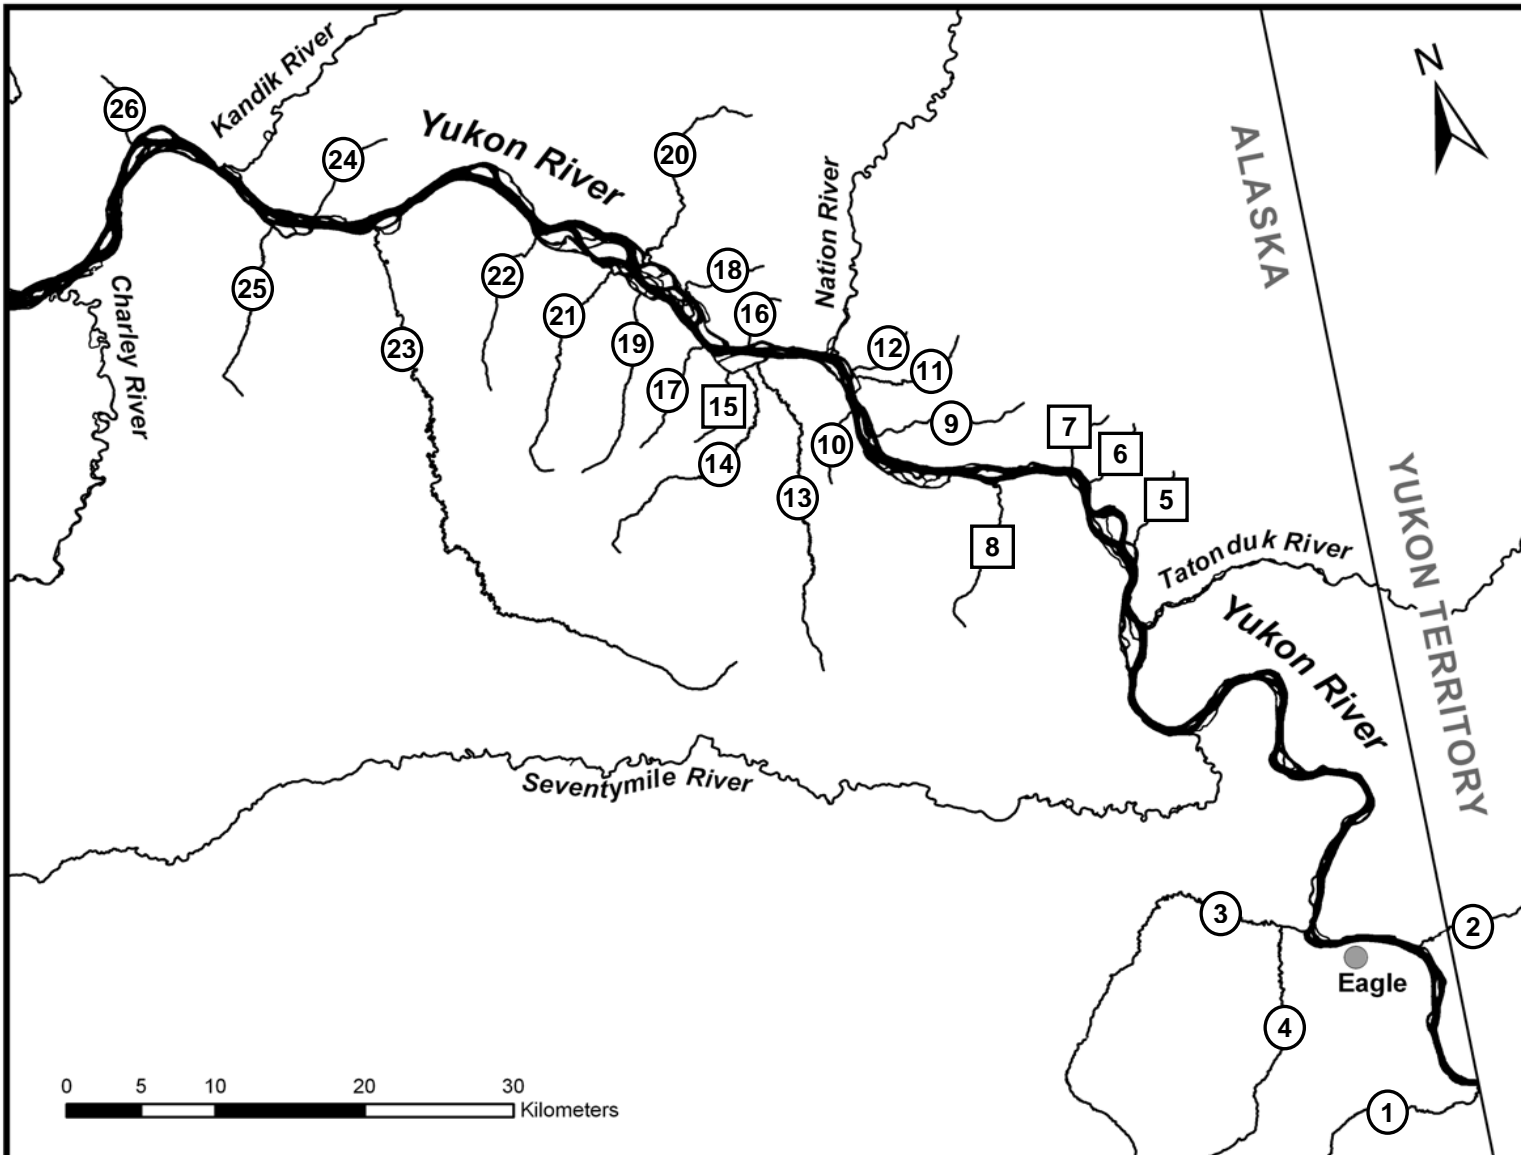 N
26
Kandik River
24
Yukon River
20
Nation River
ALASKA
25
Charley River
22
18
21
16
23
19
12
11
17
15
9
7
10
6
14
YUKON TERRITORY
13
5
8
Tatonduk River
Yukon River
Seventymile River
3
2
Eagle
4
0 5 10 20 30
Kilometers
1